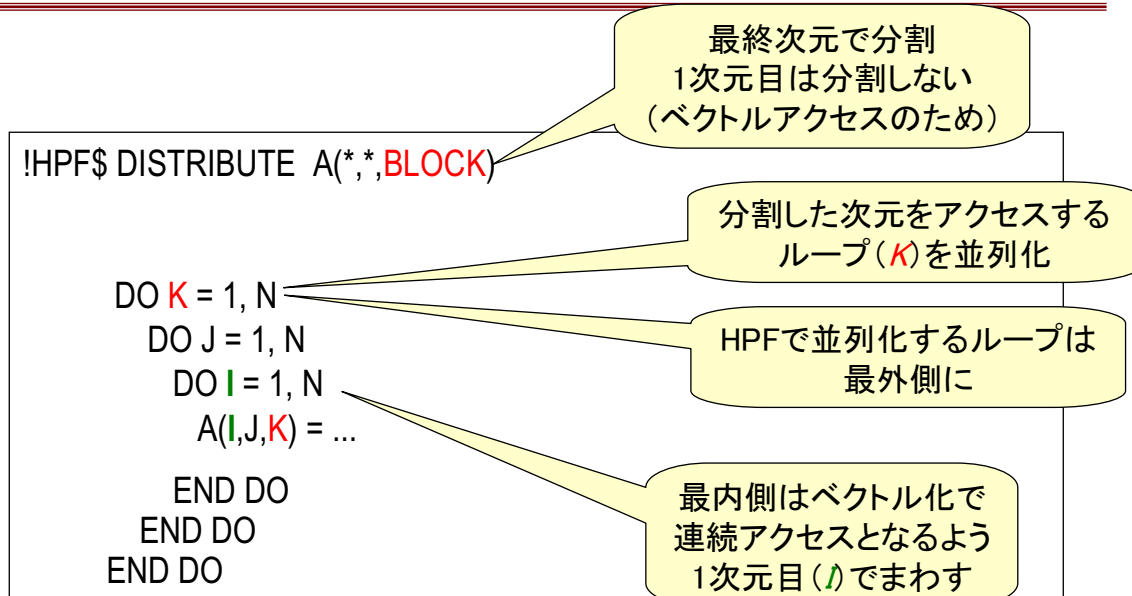 最終次元で分割
1次元目は分割しない
（ベクトルアクセスのため）
!HPF$ DISTRIBUTE A(*,*,BLOCK)
分割した次元をアクセスする
ループ（K）を並列化
DO K = 1, N
DO J = 1, N
HPFで並列化するループは
最外側に
DO I = 1, N
A(I,J,K) = ...
END DO
END DO
END DO
最内側はベクトル化で
連続アクセスとなるよう
1次元目(I)でまわす